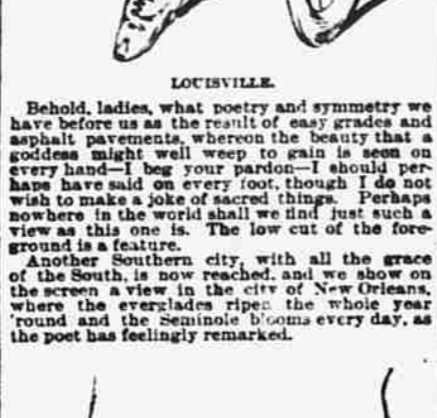 LOUISVILLE.
Behold, ladies, what poetry and symmetry we
have before us as the result of easy grades and
asphalt pavements, whereon the beauty that a
goddess might well weep to gain is seen on
every hand—I beg your pardon—I should per-
haps have said on every foot, though I do not
wish to make a joke of sacred things. Perhaps
nowhere in the world shall we find just such a
view as this one is. The low cut of the fore-
ground is a feature.
Another Southern city, with all the grace
of the South, is now reached, and we show on
the screen a view in the city of New Orleans,
where the everglades ripen the whole year
'round and the Seminole blooms every day, as
the poet has feelingly remarked.